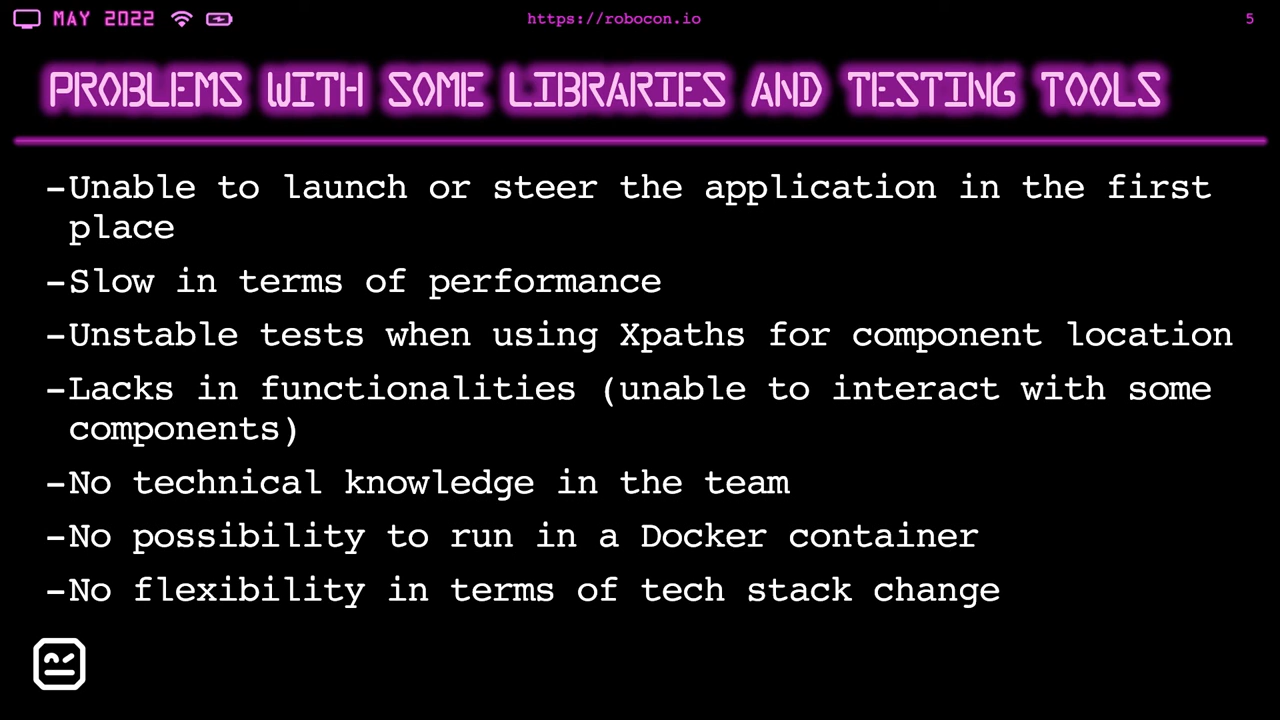 MAY 2022
https://robocon.io
5
PROBLEMS WITH SOME LIBRARIES AND TESTING TOOLS
–Unable to launch or steer the application in the first
place
–Slow in terms of performance
–Unstable tests when using Xpaths for component location
–Lacks in functionalities (unable to interact with some
components)
–No technical knowledge in the team
–No possibility to run in a Docker container
–No flexibility in terms of tech stack change